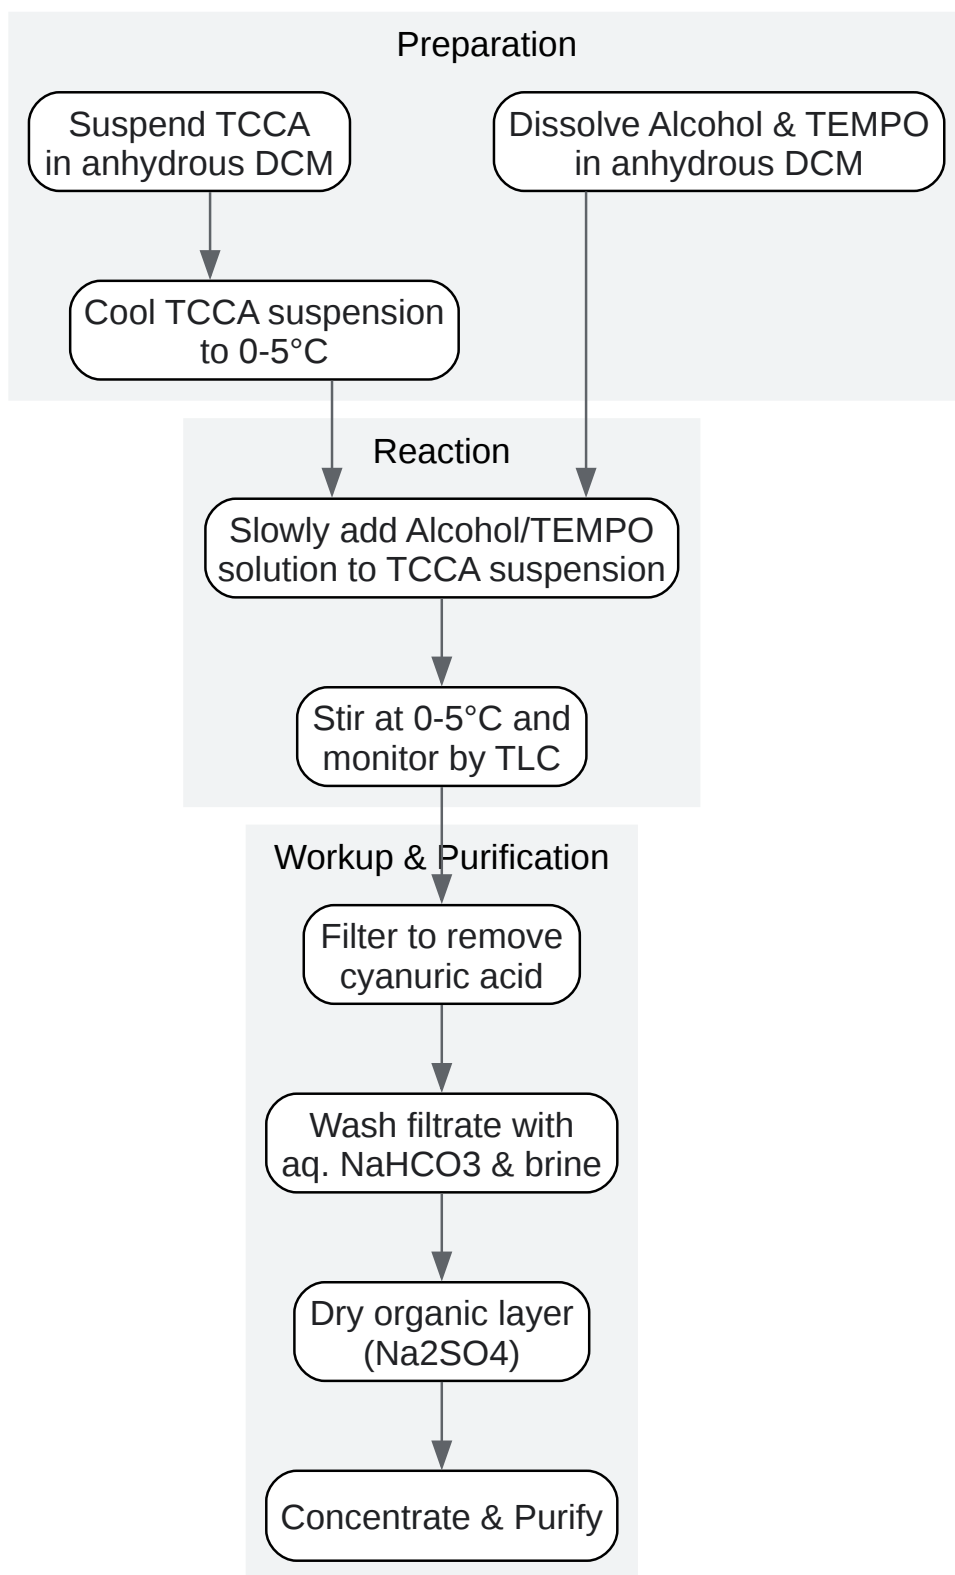 Preparation
Suspend TCCA
in anhydrous DCM
Dissolve Alcohol & TEMPO
in anhydrous DCM
Cool TCCA suspension
to 0-5°C
Reaction
Slowly add Alcohol/TEMPO
solution to TCCA suspension
Stir at 0-5°C and
monitor by TLC
Workup & Purification
Filter to remove
cyanuric acid
Wash filtrate with
aq. NaHCO3 & brine
Dry organic layer
(Na2SO4)
Concentrate & Purify